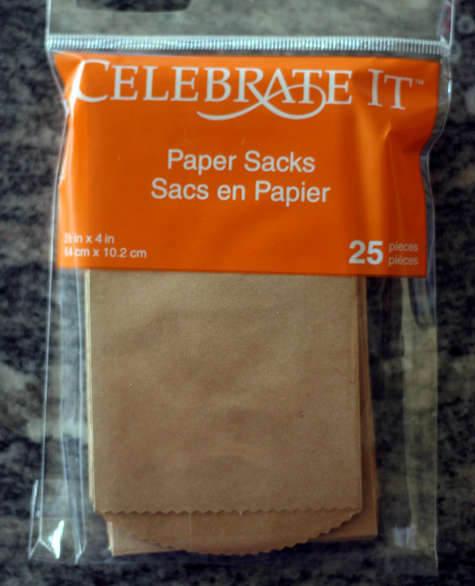 CELEBRATE IT™
Paper Sacks
Sacs en Papier
in x 4 in
cm x 10.2 cm
25 pieces
pièces